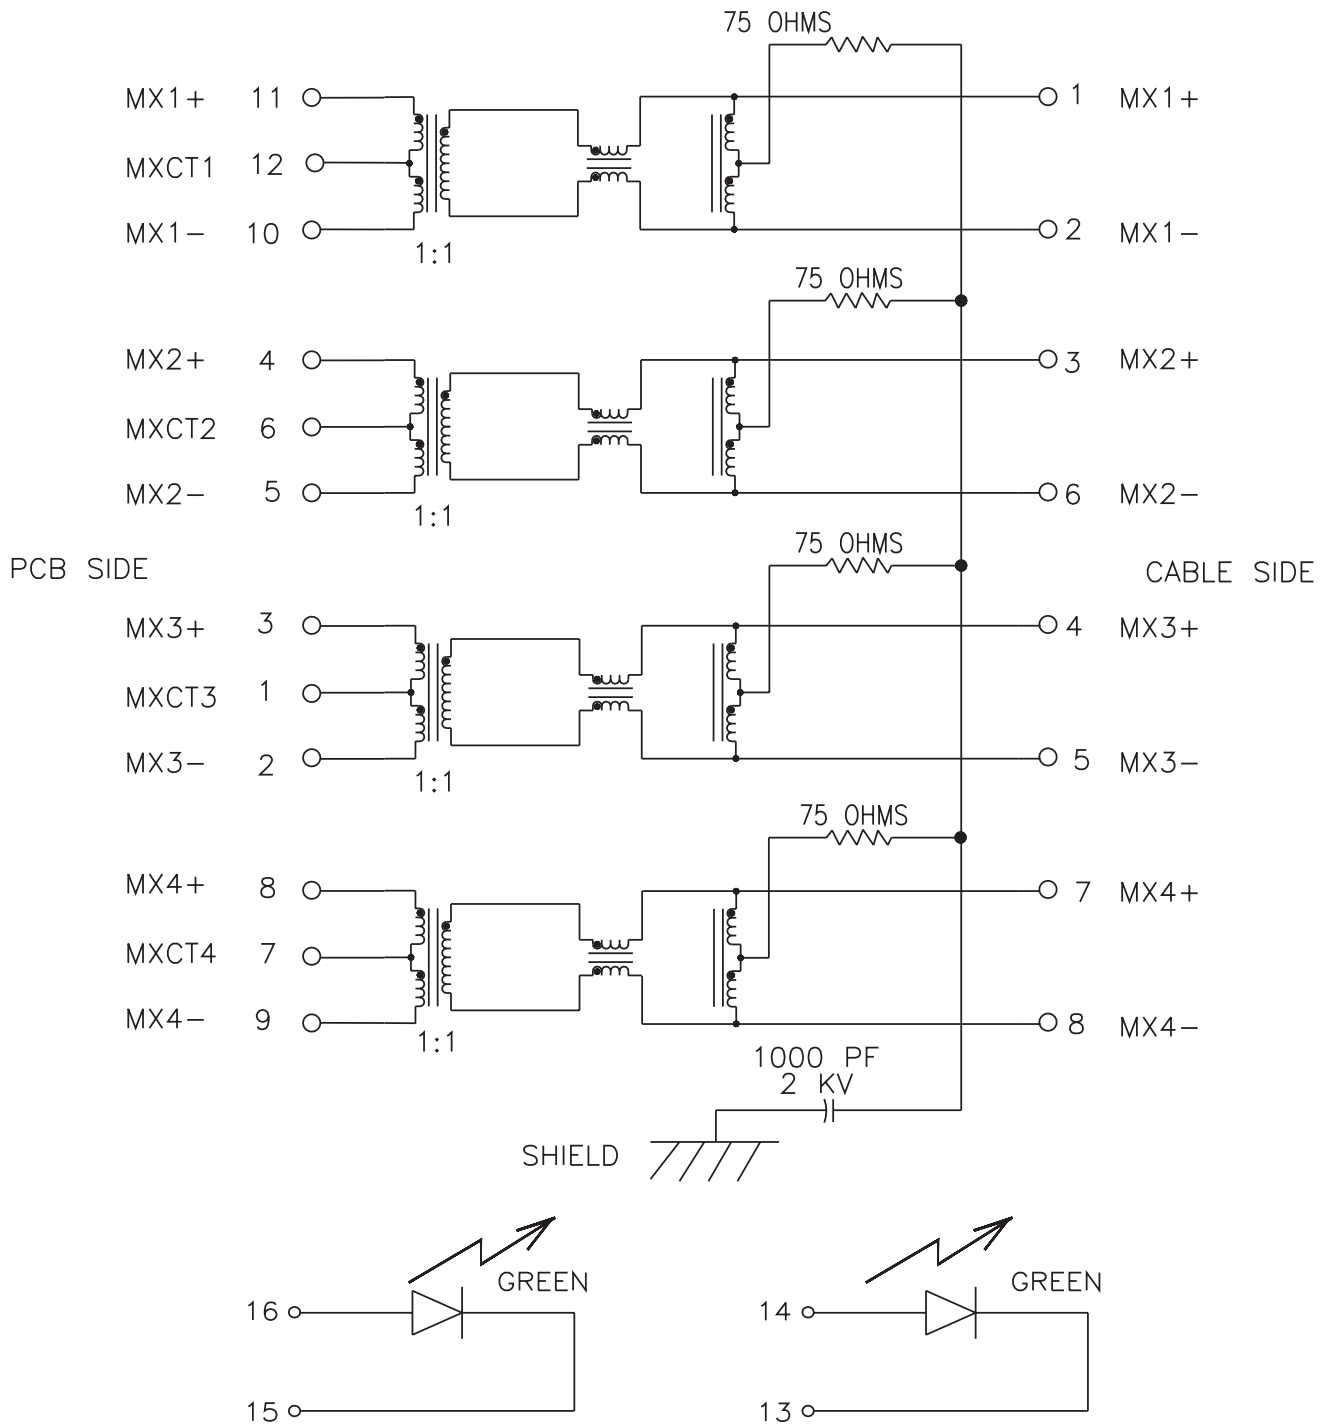 75 OHMS
MX1+ 11 1 MX1+
MXCT1 12
MX1- 10 2 MX1-
1:1
75 OHMS
MX2+ 4 3 MX2+
MXCT2 6
MX2- 5 6 MX2-
1:1
75 OHMS
PCB SIDE CABLE SIDE
MX3+ 3 4 MX3+
MXCT3 1
MX3- 2 5 MX3-
1:1
75 OHMS
MX4+ 8 7 MX4+
MXCT4 7
MX4- 9 8 MX4-
1:1
1000 PF
2 KV
SHIELD
GREEN GREEN
16 14
15 13